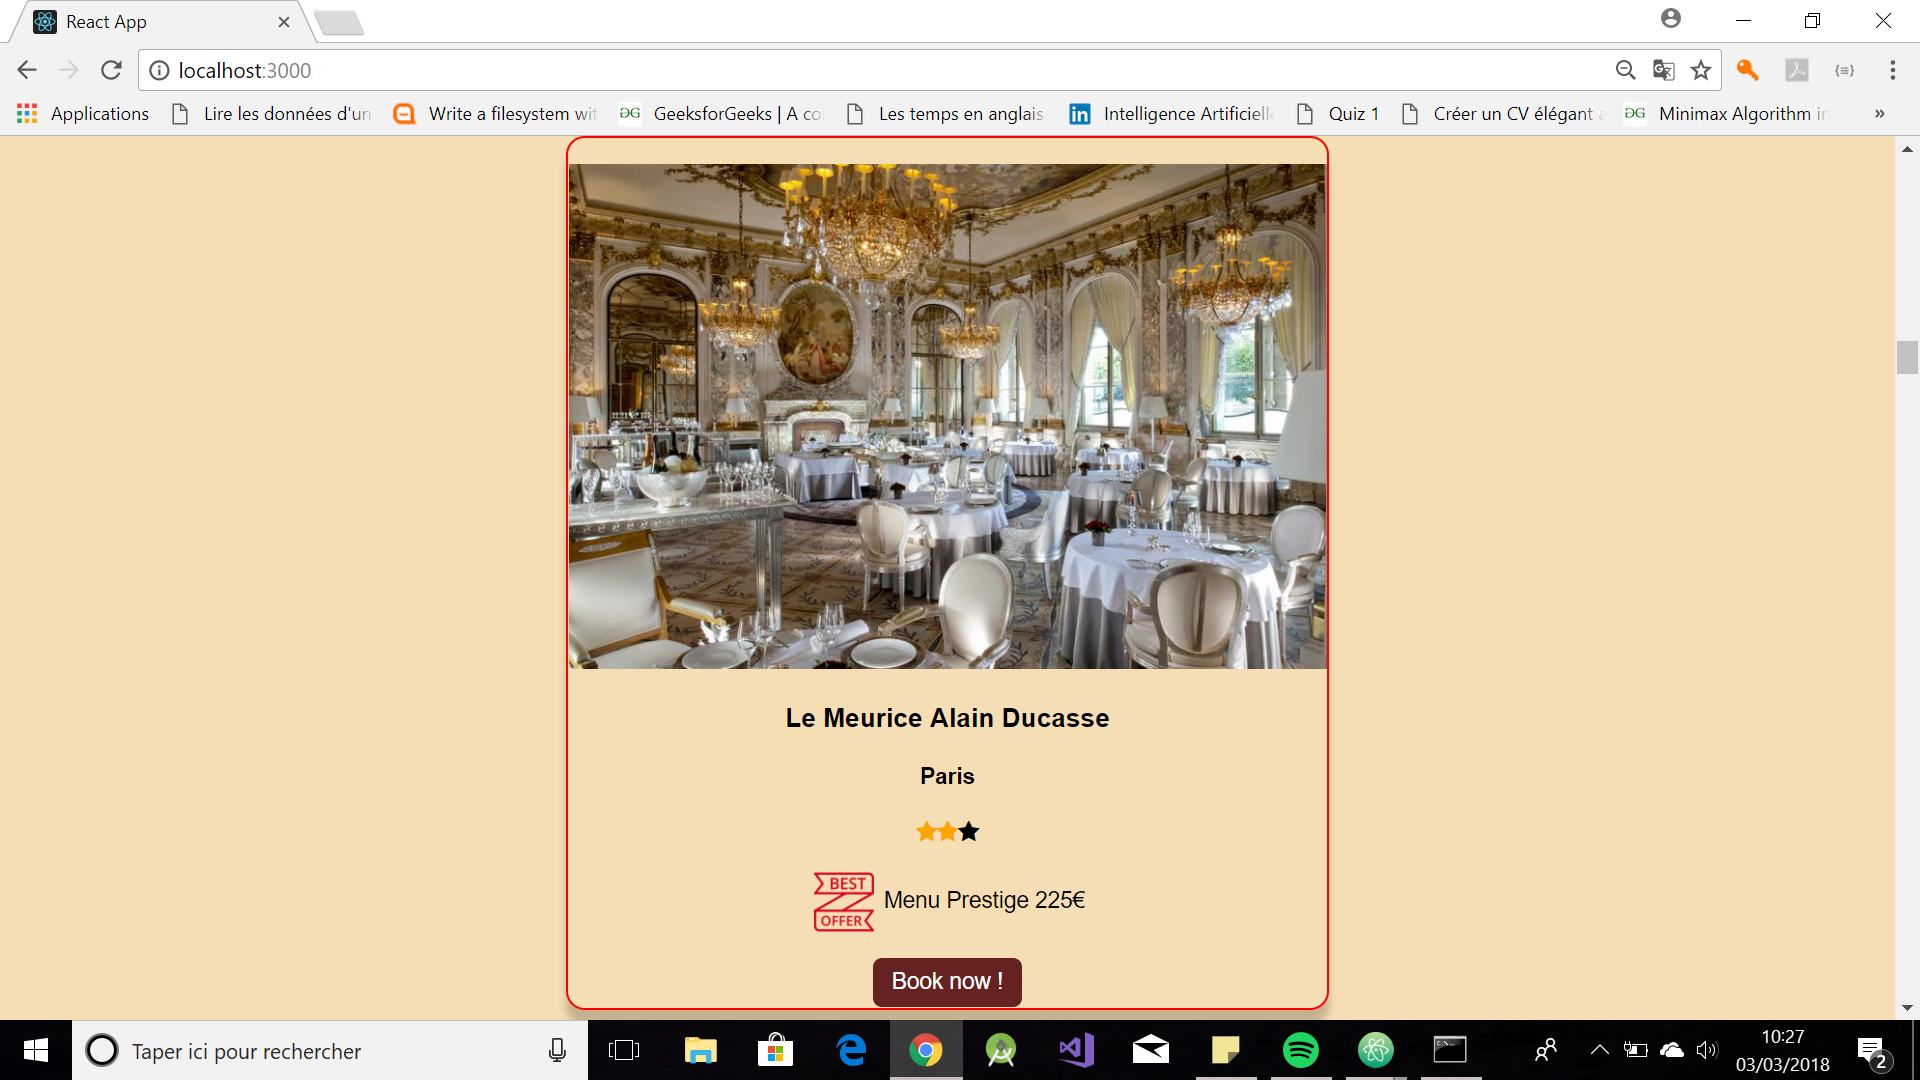 React App
localhost:3000
Applications
Lire les données d'un
Write a filesystem wit
GeeksforGeeks | A co
Les temps en anglais
Intelligence Artificielle
Quiz 1
Créer un CV élégant a
Minimax Algorithm in
»
Le Meurice Alain Ducasse
Paris
BEST
OFFER
Menu Prestige 225€
Book now !
Taper ici pour rechercher
10:27
03/03/2018
2